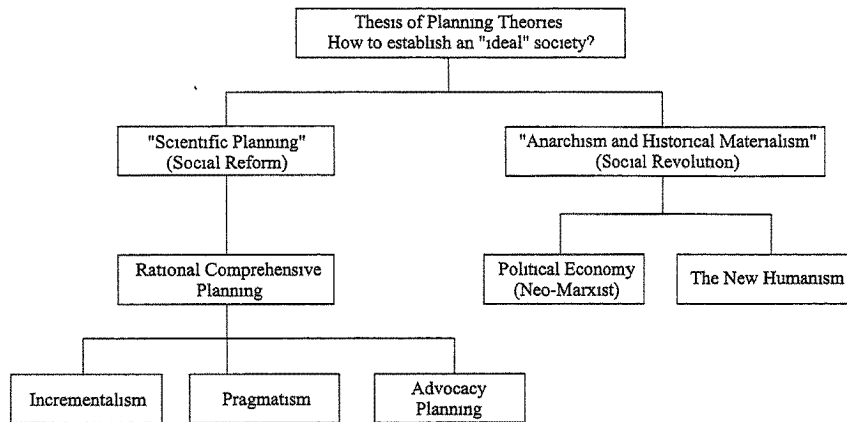 Thesis of Planning Theories
How to establish an "ideal" society?
"Scientific Planning"
(Social Reform)
"Anarchism and Historical Materialism"
(Social Revolution)
Rational Comprehensive
Planning
Political Economy
(Neo-Marxist)
The New Humanism
Incrementalism
Pragmatism
Advocacy
Planning